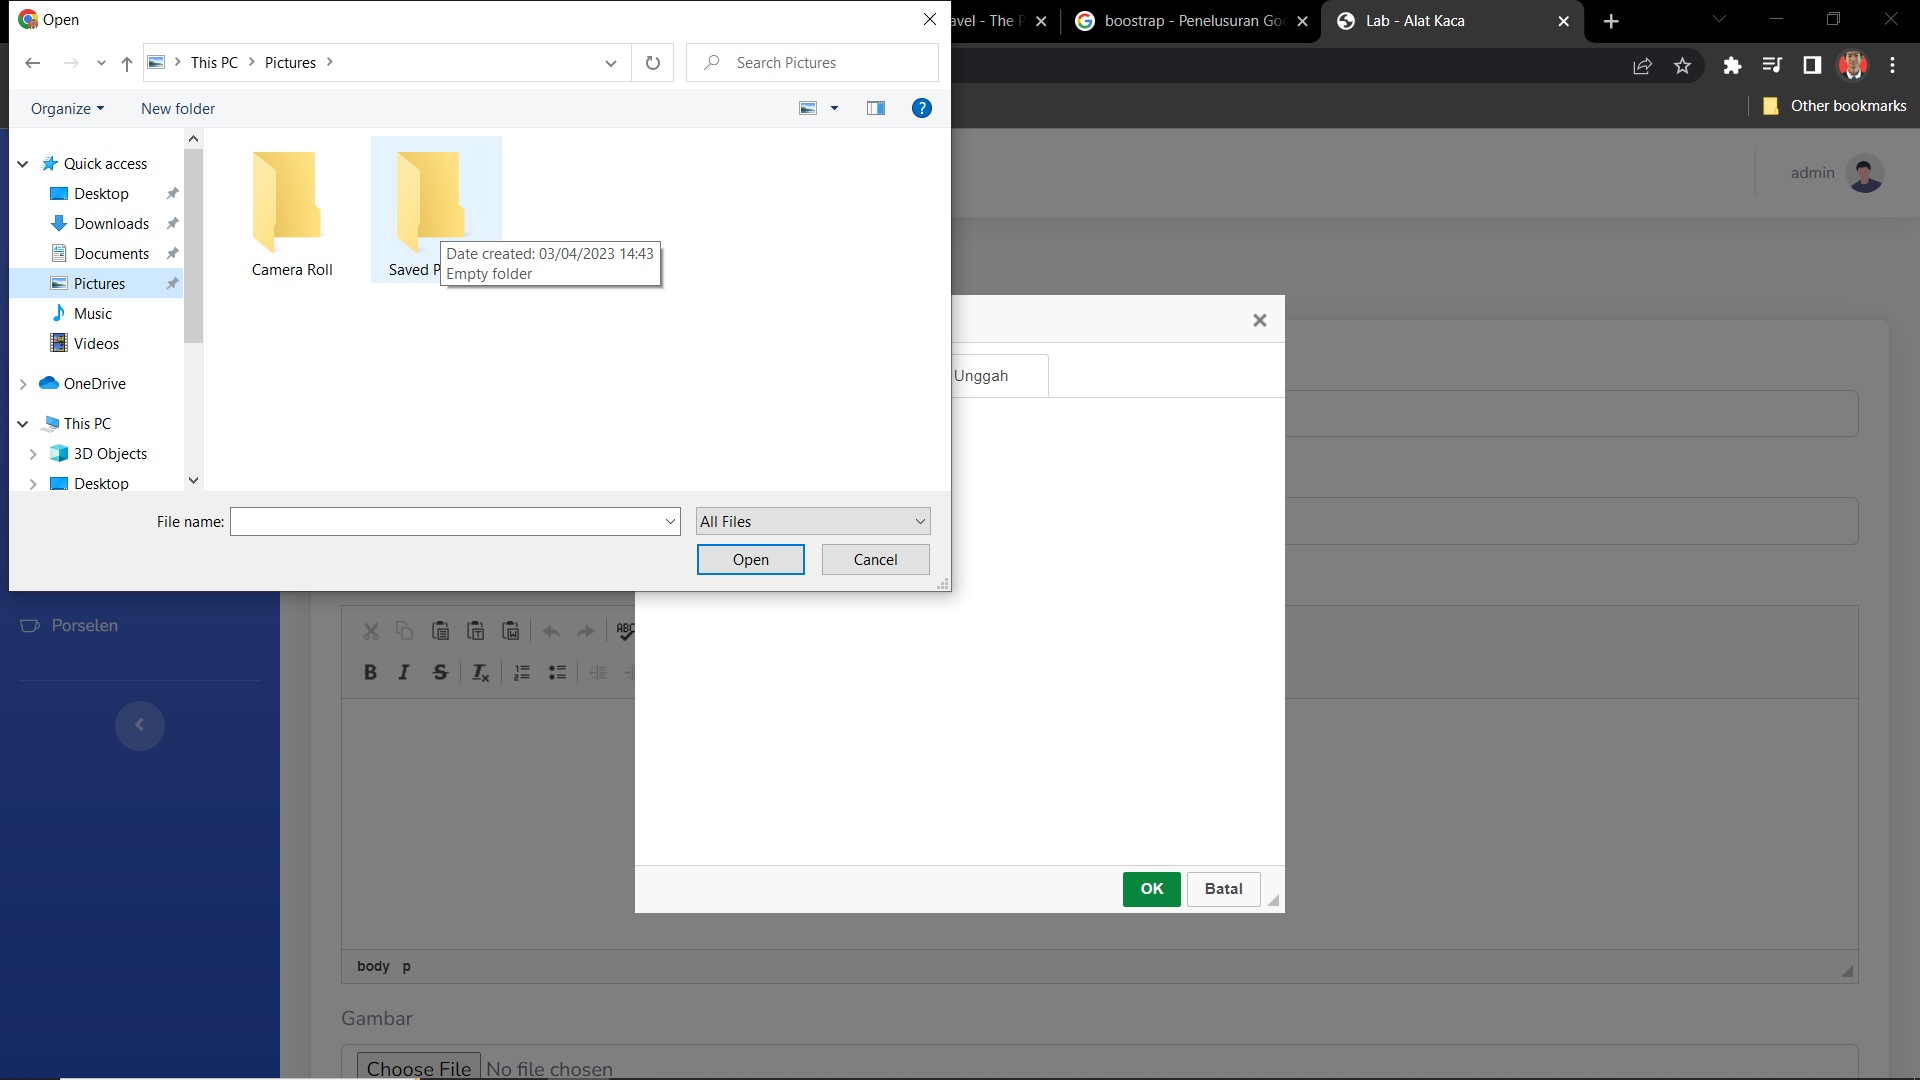 Open
avel - The P
boostrap - Penelusuran Goo
Lab - Alat Kaca
This PC
Pictures
Search Pictures
Organize
New folder
Other bookmarks
Quick access
Desktop
Downloads
Documents
Pictures
Music
Videos
OneDrive
This PC
3D Objects
Desktop
Camera Roll
Saved P
Date created: 03/04/2023 14:43
Empty folder
admin
Unggah
File name:
All Files
Open
Cancel
Porselen
ABC
OK
Batal
body p
Gambar
Choose File No file chosen